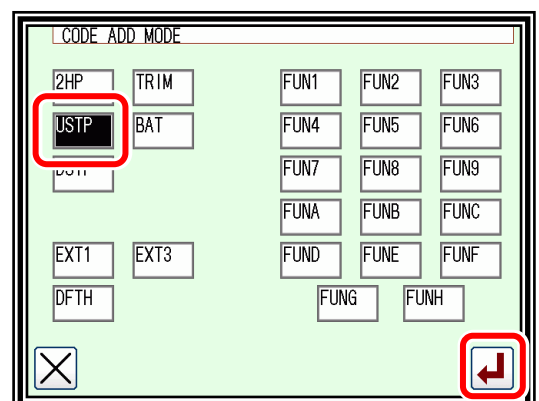 CODE ADD MODE
2HP TRIM FUN1 FUN2 FUN3
USTP BAT FUN4 FUN5 FUN6
FUN7 FUN8 FUN9
FUNA FUNB FUNC
EXT1 EXT3 FUND FUNE FUNF
DFTH FUNG FUNH